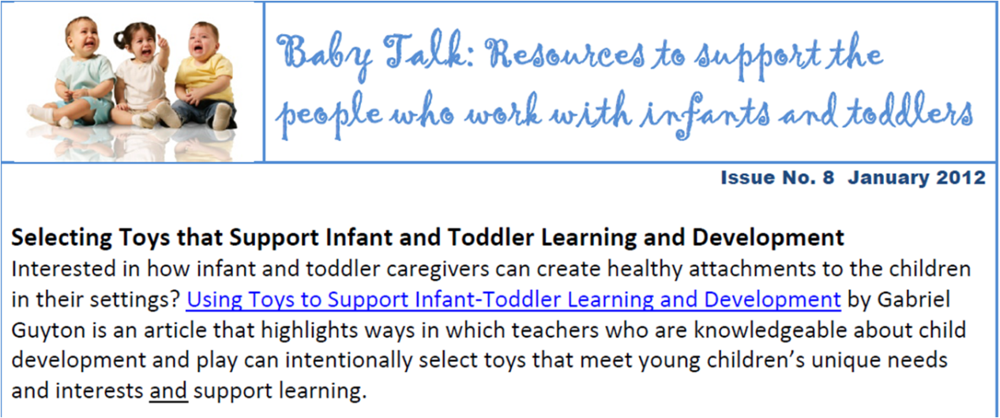 Baby Talk: Resources to support the
people who work with infants and toddlers
Issue No. 8  January 2012
Selecting Toys that Support Infant and Toddler Learning and Development
Interested in how infant and toddler caregivers can create healthy attachments to the children
in their settings? Using Toys to Support Infant-Toddler Learning and Development by Gabriel
Guyton is an article that highlights ways in which teachers who are knowledgeable about child
development and play can intentionally select toys that meet young children’s unique needs
and interests and support learning.